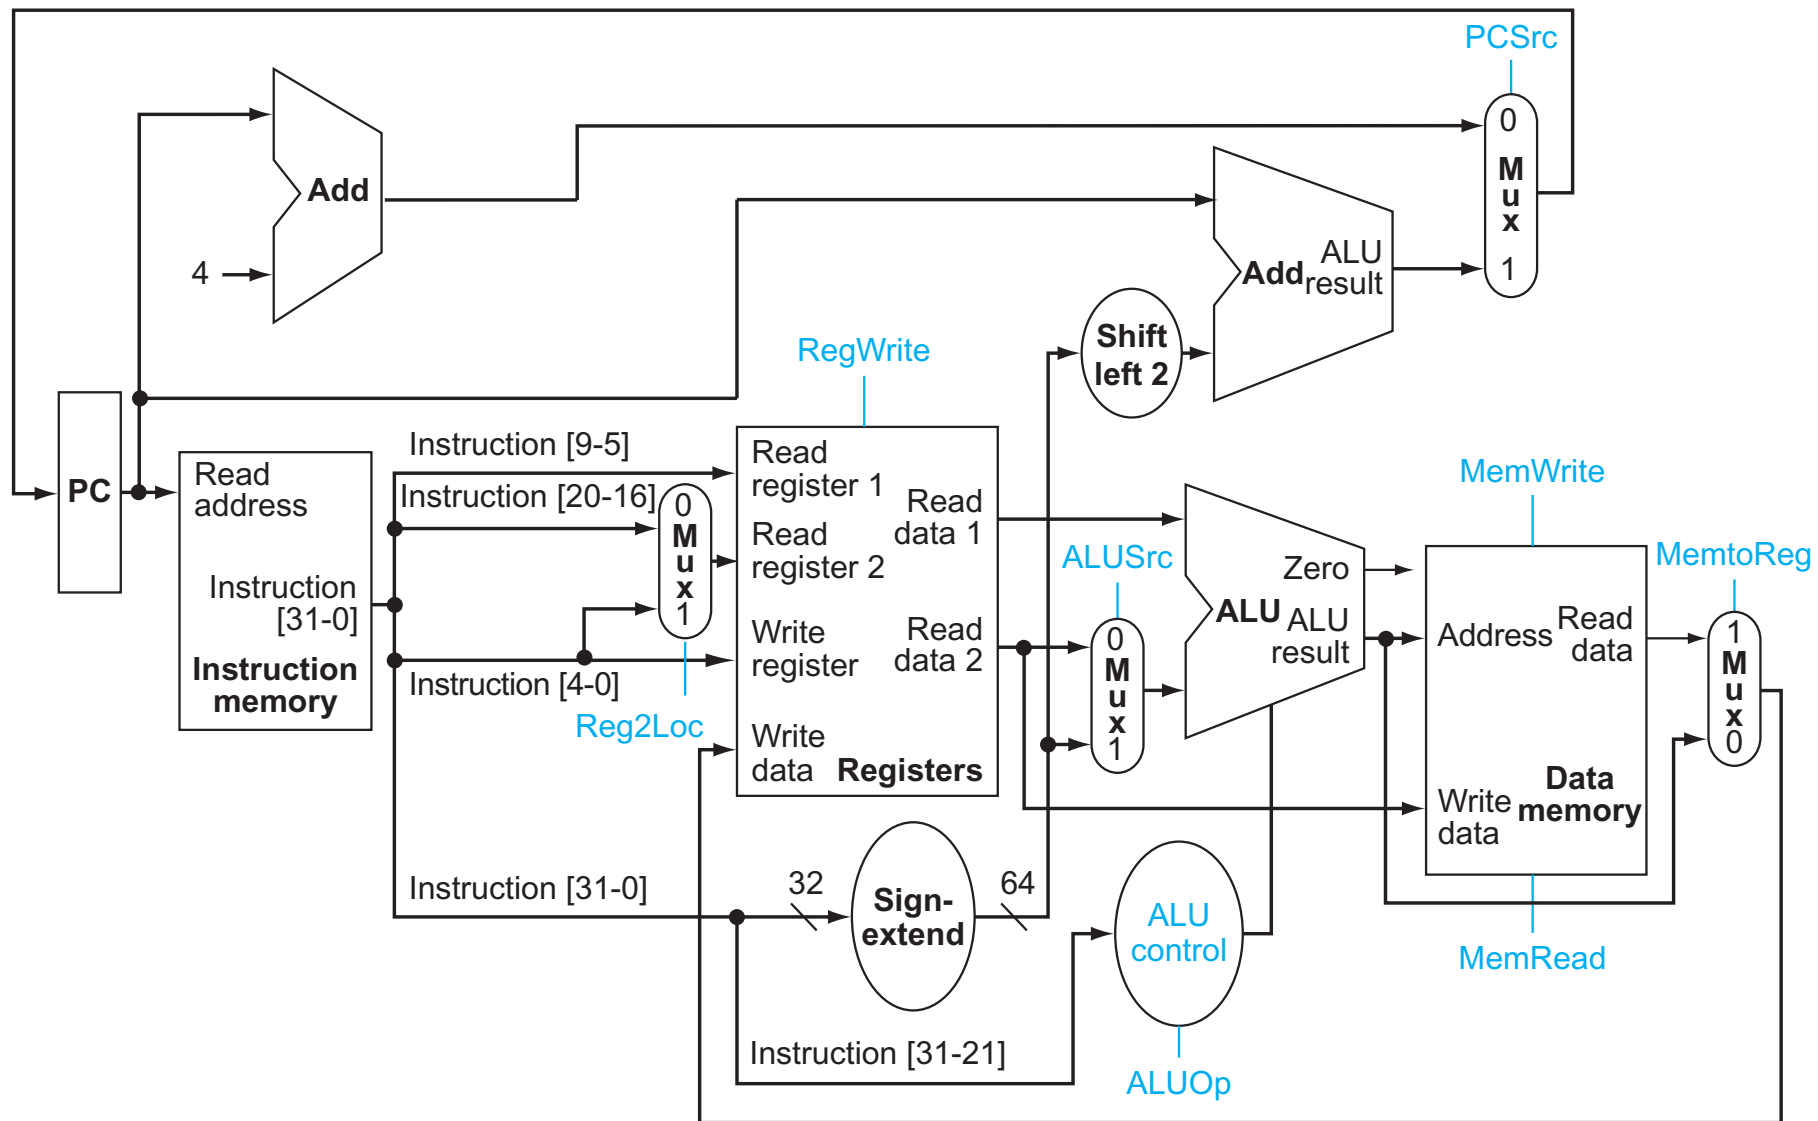 PCSrc
0
M
u
x
1
Add
4
ALU
Add result
Shift
left 2
RegWrite
PC
Read
address
Instruction
[31-0]
Instruction
memory
Instruction [9-5]
Instruction [20-16]
Instruction [4-0]
0
M
u
x
1
Reg2Loc
Read
register 1
Read
register 2
Write
register
Write
data
Read
data 1
Read
data 2
Registers
ALUSrc
0
M
u
x
1
Zero
ALU
ALU
result
MemWrite
Address
Read
data
Write
data
Data
memory
MemRead
MemtoReg
1
M
u
x
0
Instruction [31-0]
32
Sign-
extend
64
ALU
control
Instruction [31-21]
ALUOp